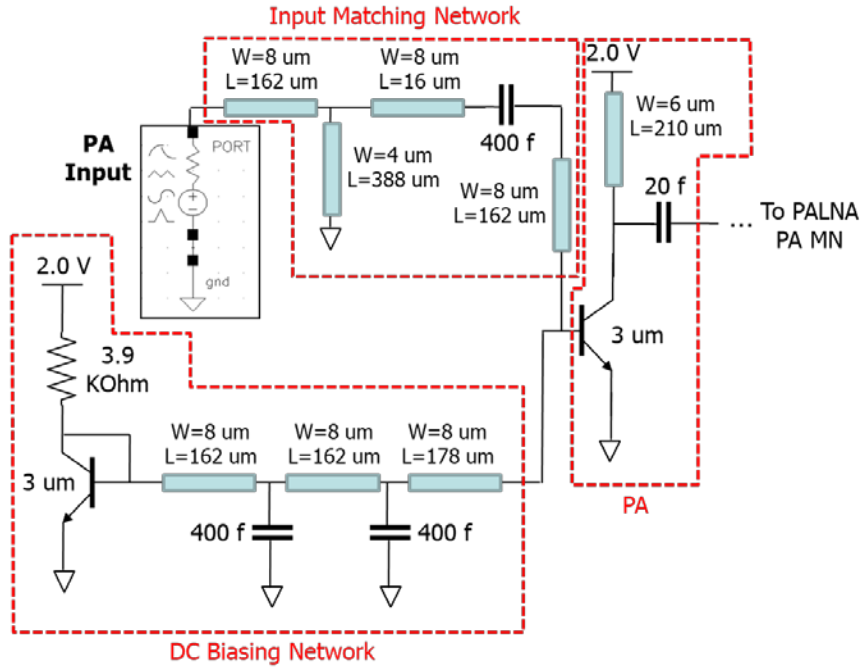 Input Matching Network
W=8 um
L=162 um
W=8 um
L=16 um
400 f
W=4 um
L=388 um
W=8 um
L=162 um
PA
Input
PORT
gnd
2.0 V
W=6 um
L=210 um
20 f
... To PALNA
PA MN
3 um
PA
2.0 V
3.9
KOhm
3 um
W=8 um
L=162 um
W=8 um
L=162 um
W=8 um
L=178 um
400 f
400 f
DC Biasing Network